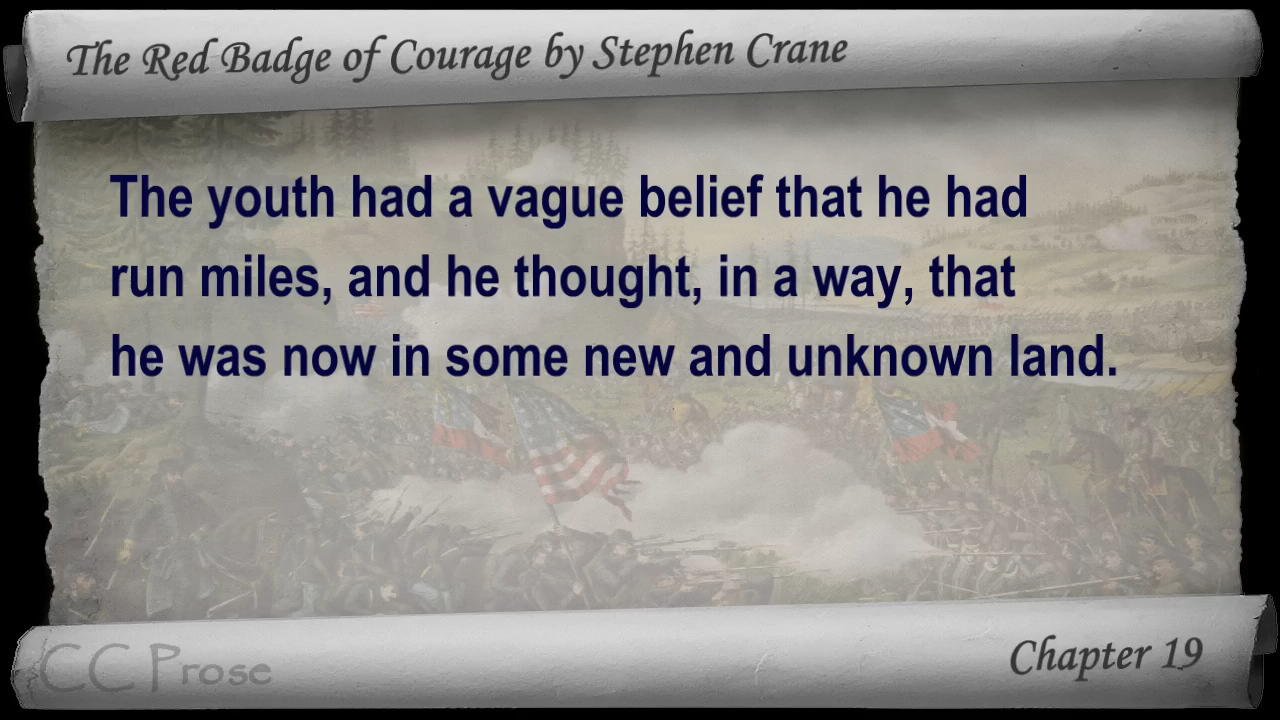 The Red Badge of Courage by Stephen Crane
The youth had a vague belief that he had
run miles, and he thought, in a way, that
he was now in some new and unknown land.
CC Prose
Chapter 19